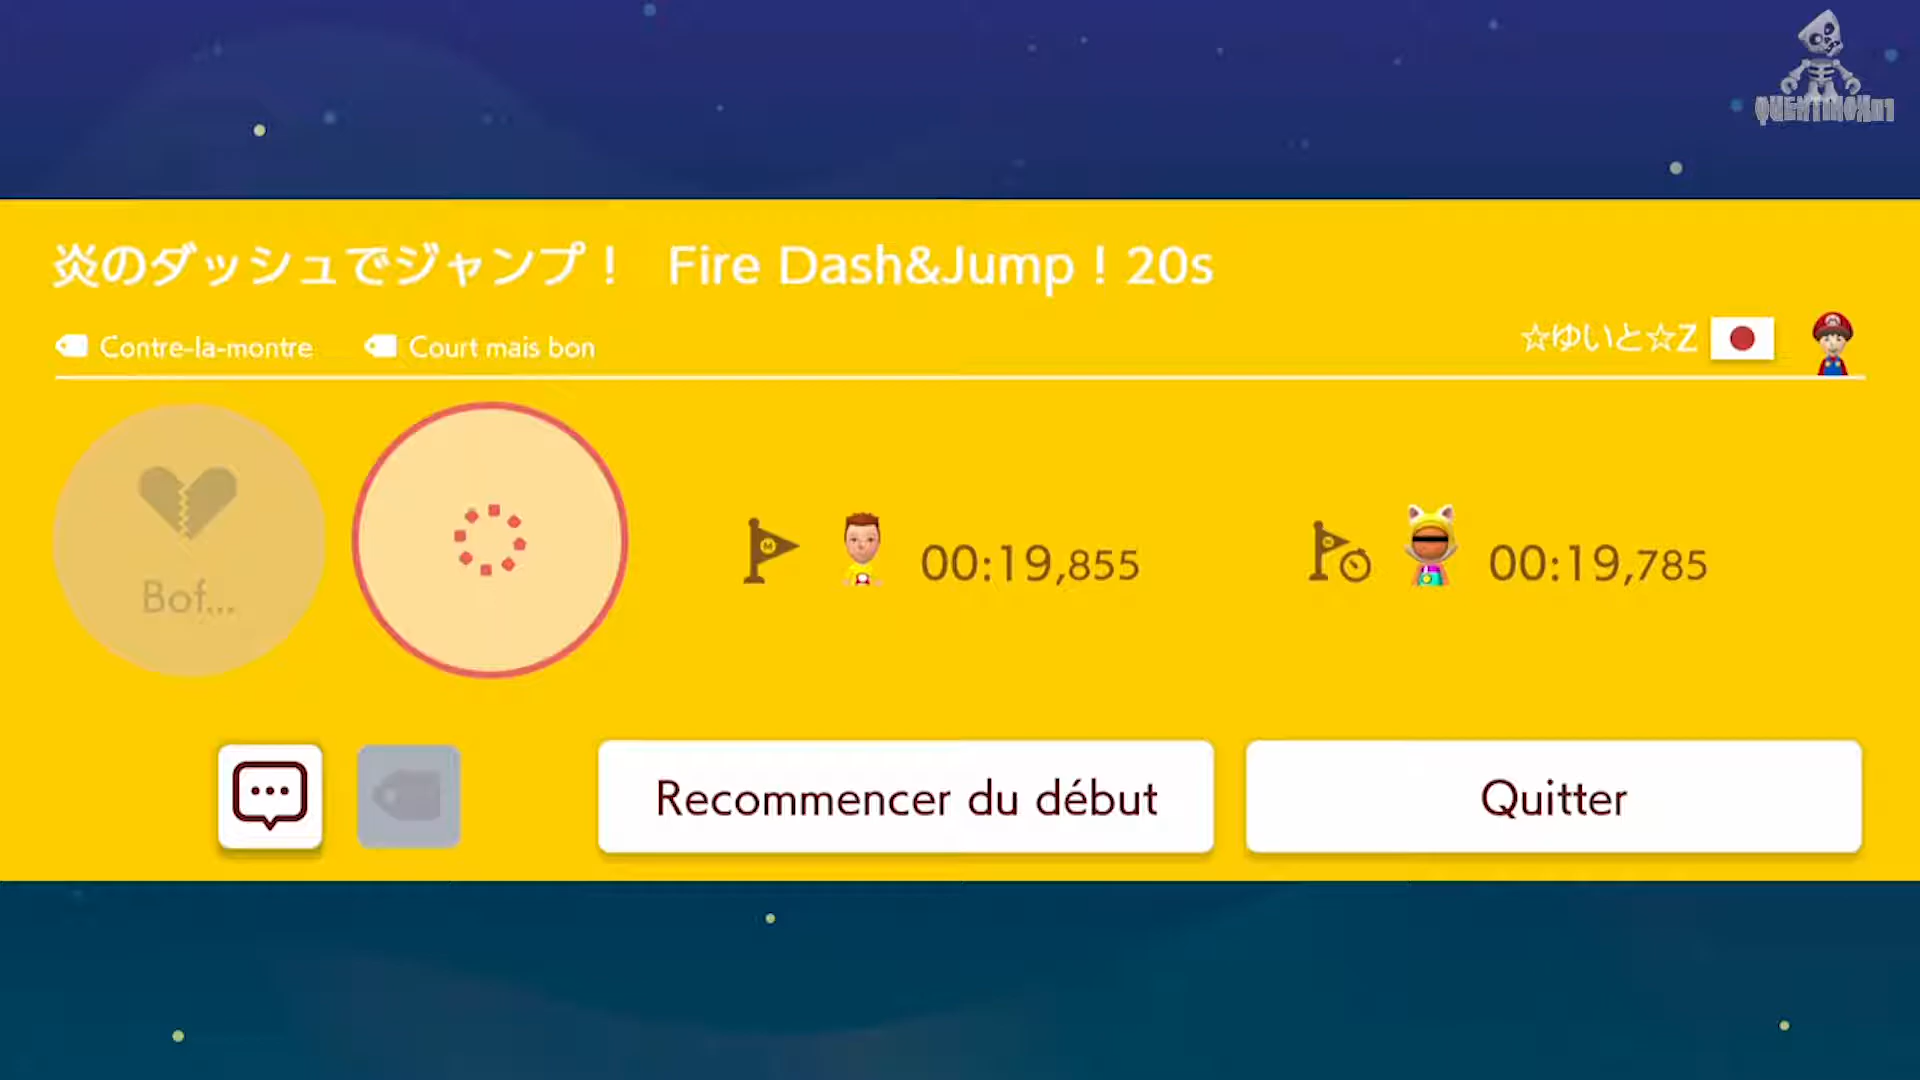 QUENTINOX01
炎のダッシュでジャンプ！ Fire Dash&Jump！20s
Contre-la-montre Court mais bon
☆ゆいと☆Z
Bof...
00:19,855
00:19,785
Recommencer du début
Quitter